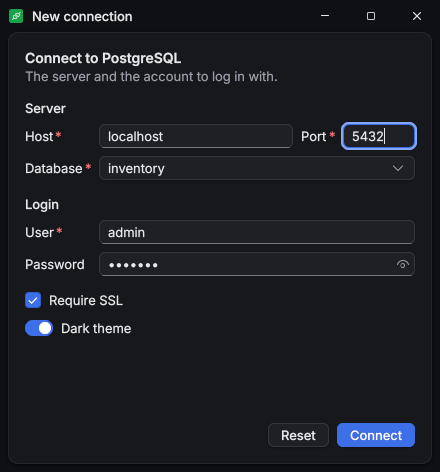 New connection
Connect to PostgreSQL
The server and the account to log in with.
Server
Host* localhost Port* 5432
Database* inventory
Login
User* admin
Password •••••••
Require SSL
Dark theme
Reset Connect